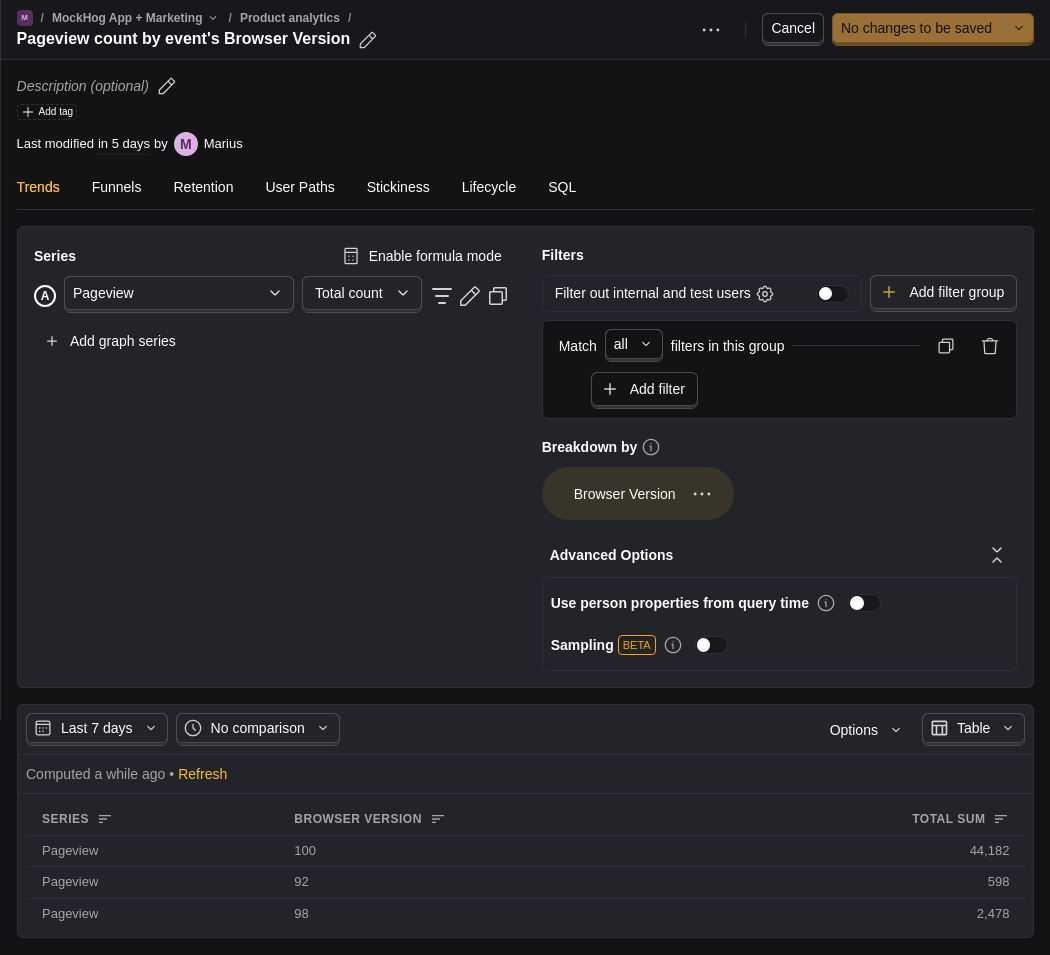 M / MockHog App + Marketing / Product analytics /
Pageview count by event's Browser Version
Cancel
No changes to be saved
Description (optional)
Add tag
Last modified in 5 days by M Marius
Trends Funnels Retention User Paths Stickiness Lifecycle SQL
Series
Enable formula mode
A Pageview Total count
Add graph series
Filters
Filter out internal and test users
Add filter group
Match all filters in this group
Add filter
Breakdown by
Browser Version
Advanced Options
Use person properties from query time
Sampling BETA
Last 7 days No comparison Options Table
Computed a while ago • Refresh
SERIES BROWSER VERSION TOTAL SUM
Pageview 100 44,182
Pageview 92 598
Pageview 98 2,478